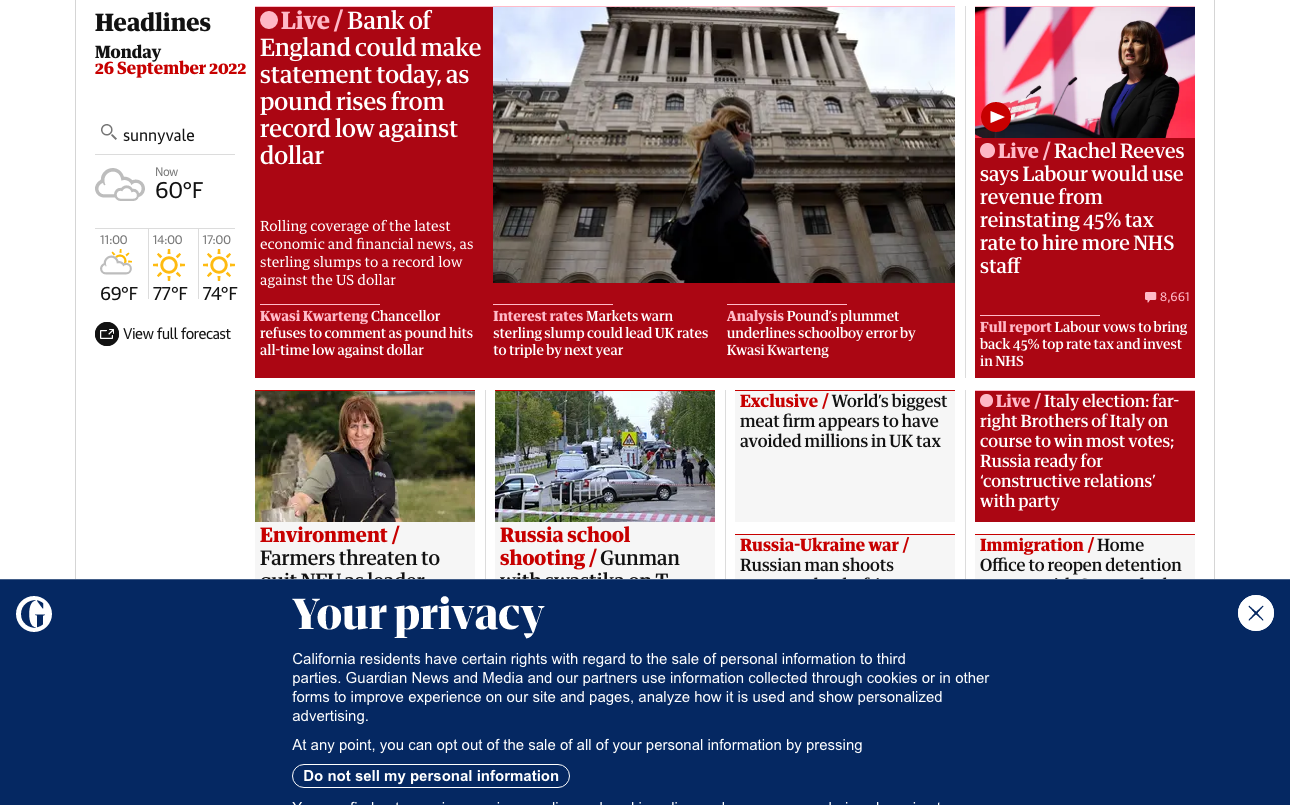 Headlines
Monday
26 September 2022
sunnyvale
Now
60°F
11:00
14:00
17:00
69°F
77°F
74°F
View full forecast
Live / Bank of
England could make
statement today, as
pound rises from
record low against
dollar
Rolling coverage of the latest
economic and financial news, as
sterling slumps to a record low
against the US dollar
Kwasi Kwarteng Chancellor
refuses to comment as pound hits
all-time low against dollar
Interest rates Markets warn
sterling slump could lead UK rates
to triple by next year
Analysis Pound's plummet
underlines schoolboy error by
Kwasi Kwarteng
Live / Rachel Reeves
says Labour would use
revenue from
reinstating 45% tax
rate to hire more NHS
staff
8,661
Full report Labour vows to bring
back 45% top rate tax and invest
in NHS
Environment /
Farmers threaten to
quit NFU as leader
Russia school
shooting / Gunman
with swastika on T-
Exclusive / World's biggest
meat firm appears to have
avoided millions in UK tax
Russia-Ukraine war /
Russian man shoots
Live / Italy election: far-
right Brothers of Italy on
course to win most votes;
Russia ready for
'constructive relations'
with party
Immigration / Home
Office to reopen detention
Your privacy
California residents have certain rights with regard to the sale of personal information to third
parties. Guardian News and Media and our partners use information collected through cookies or in other
forms to improve experience on our site and pages, analyze how it is used and show personalized
advertising.
At any point, you can opt out of the sale of all of your personal information by pressing
Do not sell my personal information